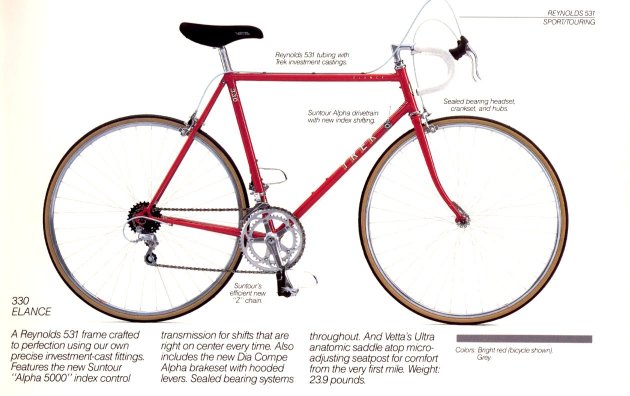 REYNOLDS 531
SPORT/TOURING
Reynolds 531 tubing with
Trek investment castings.
ELANCE
330
Suntour Alpha drivetrain
with new index shifting.
Sealed bearing headset,
crankset, and hubs.
TREK
Suntour's
efficient new
"Z" chain.
330
ELANCE
A Reynolds 531 frame crafted
to perfection using our own
precise investment-cast fittings.
Features the new Suntour
"Alpha 5000" index control
transmission for shifts that are
right on center every time. Also
includes the new Dia Compe
Alpha brakeset with hooded
levers. Sealed bearing systems
throughout. And Vetta's Ultra
anatomic saddle atop micro-
adjusting seatpost for comfort
from the very first mile. Weight:
23.9 pounds.
Colors: Bright red (bicycle shown).
Grey.